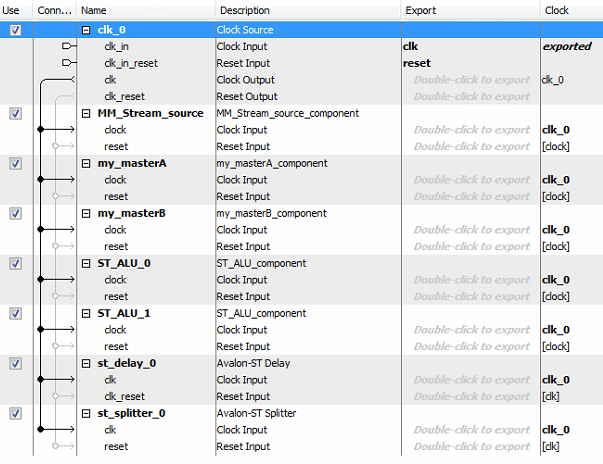 Use Conn... Name Description Export Clock
clk_0 Clock Source
clk_in Clock Input clk exported
clk_in_reset Reset Input reset
clk Clock Output Double-click to export clk_0
clk_reset Reset Output Double-click to export
MM_Stream_source MM_Stream_source_component
clock Clock Input Double-click to export clk_0
reset Reset Input Double-click to export [clock]
my_masterA my_masterA_component
clock Clock Input Double-click to export clk_0
reset Reset Input Double-click to export [clock]
my_masterB my_masterB_component
clock Clock Input Double-click to export clk_0
reset Reset Input Double-click to export [clock]
ST_ALU_0 ST_ALU_component
clock Clock Input Double-click to export clk_0
reset Reset Input Double-click to export [clock]
ST_ALU_1 ST_ALU_component
clock Clock Input Double-click to export clk_0
reset Reset Input Double-click to export [clock]
st_delay_0 Avalon-ST Delay
clk Clock Input Double-click to export clk_0
clk_reset Reset Input Double-click to export [clk]
st_splitter_0 Avalon-ST Splitter
clk Clock Input Double-click to export clk_0
reset Reset Input Double-click to export [clk]